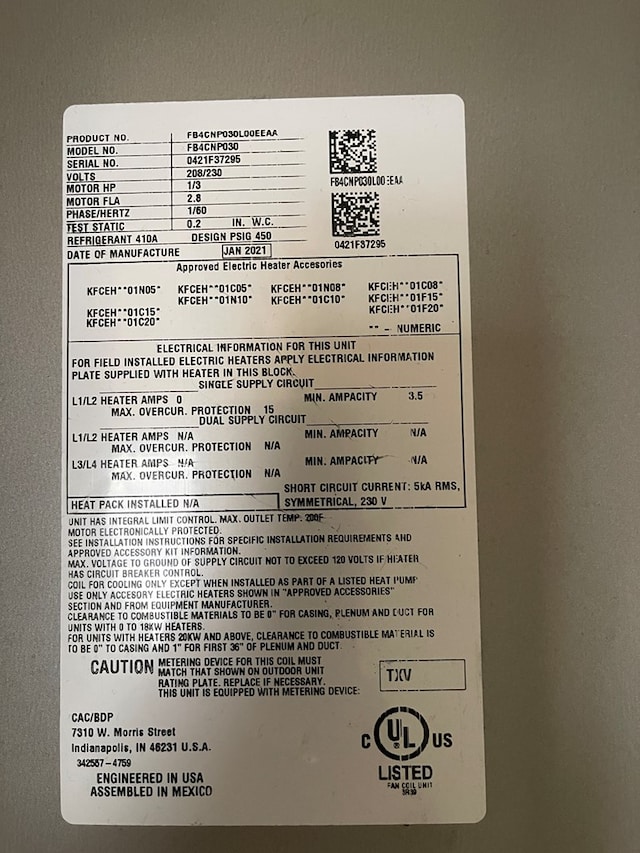 PRODUCT NO. FB4CNP030L00EEAA
MODEL NO. FB4CNP030
SERIAL NO. 0421F37295
VOLTS 208/230
MOTOR HP 1/3
MOTOR FLA 2.8
PHASE/HERTZ 1/60
TEST STATIC 0.2 IN. W.C.
REFRIGERANT 410A DESIGN PSIG 450
DATE OF MANUFACTURE JAN 2021
FB4CNP030L00EEAA
0421F37295
Approved Electric Heater Accesories
KFCEH**01N05* KFCEH**01C05* KFCEH**01N08* KFCEH**01C08*
KFCEH**01N10* KFCEH**01C10* KFCEH**01F15*
KFCEH**01C15* KFCEH**01F20*
KFCEH**01C20*
** - NUMERIC
ELECTRICAL INFORMATION FOR THIS UNIT
FOR FIELD INSTALLED ELECTRIC HEATERS APPLY ELECTRICAL INFORMATION
PLATE SUPPLIED WITH HEATER IN THIS BLOCK.
SINGLE SUPPLY CIRCUIT
L1/L2 HEATER AMPS 0 MIN. AMPACITY 3.5
MAX. OVERCUR. PROTECTION 15
DUAL SUPPLY CIRCUIT
L1/L2 HEATER AMPS N/A MIN. AMPACITY N/A
MAX. OVERCUR. PROTECTION N/A
L3/L4 HEATER AMPS N/A MIN. AMPACITY N/A
MAX. OVERCUR. PROTECTION N/A
SHORT CIRCUIT CURRENT: 5kA RMS,
HEAT PACK INSTALLED N/A SYMMETRICAL, 230 V
UNIT HAS INTEGRAL LIMIT CONTROL. MAX. OUTLET TEMP. 200F
MOTOR ELECTRONICALLY PROTECTED.
SEE INSTALLATION INSTRUCTIONS FOR SPECIFIC INSTALLATION REQUIREMENTS AND
APPROVED ACCESSORY KIT INFORMATION.
MAX. VOLTAGE TO GROUND OF SUPPLY CIRCUIT NOT TO EXCEED 120 VOLTS IF HEATER
HAS CIRCUIT BREAKER CONTROL.
COIL FOR COOLING ONLY EXCEPT WHEN INSTALLED AS PART OF A LISTED HEAT PUMP
USE ONLY ACCESORY ELECTRIC HEATERS SHOWN IN "APPROVED ACCESSORIES"
SECTION AND FROM EQUIPMENT MANUFACTURER.
CLEARANCE TO COMBUSTIBLE MATERIALS TO BE 0" FOR CASING, PLENUM AND DUCT FOR
UNITS WITH 0 TO 18KW HEATERS.
FOR UNITS WITH HEATERS 20KW AND ABOVE, CLEARANCE TO COMBUSTIBLE MATERIAL IS
TO BE 0" TO CASING AND 1" FOR FIRST 36" OF PLENUM AND DUCT.
CAUTION METERING DEVICE FOR THIS COIL MUST
MATCH THAT SHOWN ON OUTDOOR UNIT
RATING PLATE. REPLACE IF NECESSARY.
THIS UNIT IS EQUIPPED WITH METERING DEVICE: TXV
CAC/BDP
7310 W. Morris Street
Indianapolis, IN 46231 U.S.A.
342587-4759
ENGINEERED IN USA
ASSEMBLED IN MEXICO
C UL US
LISTED
FAN COIL UNIT